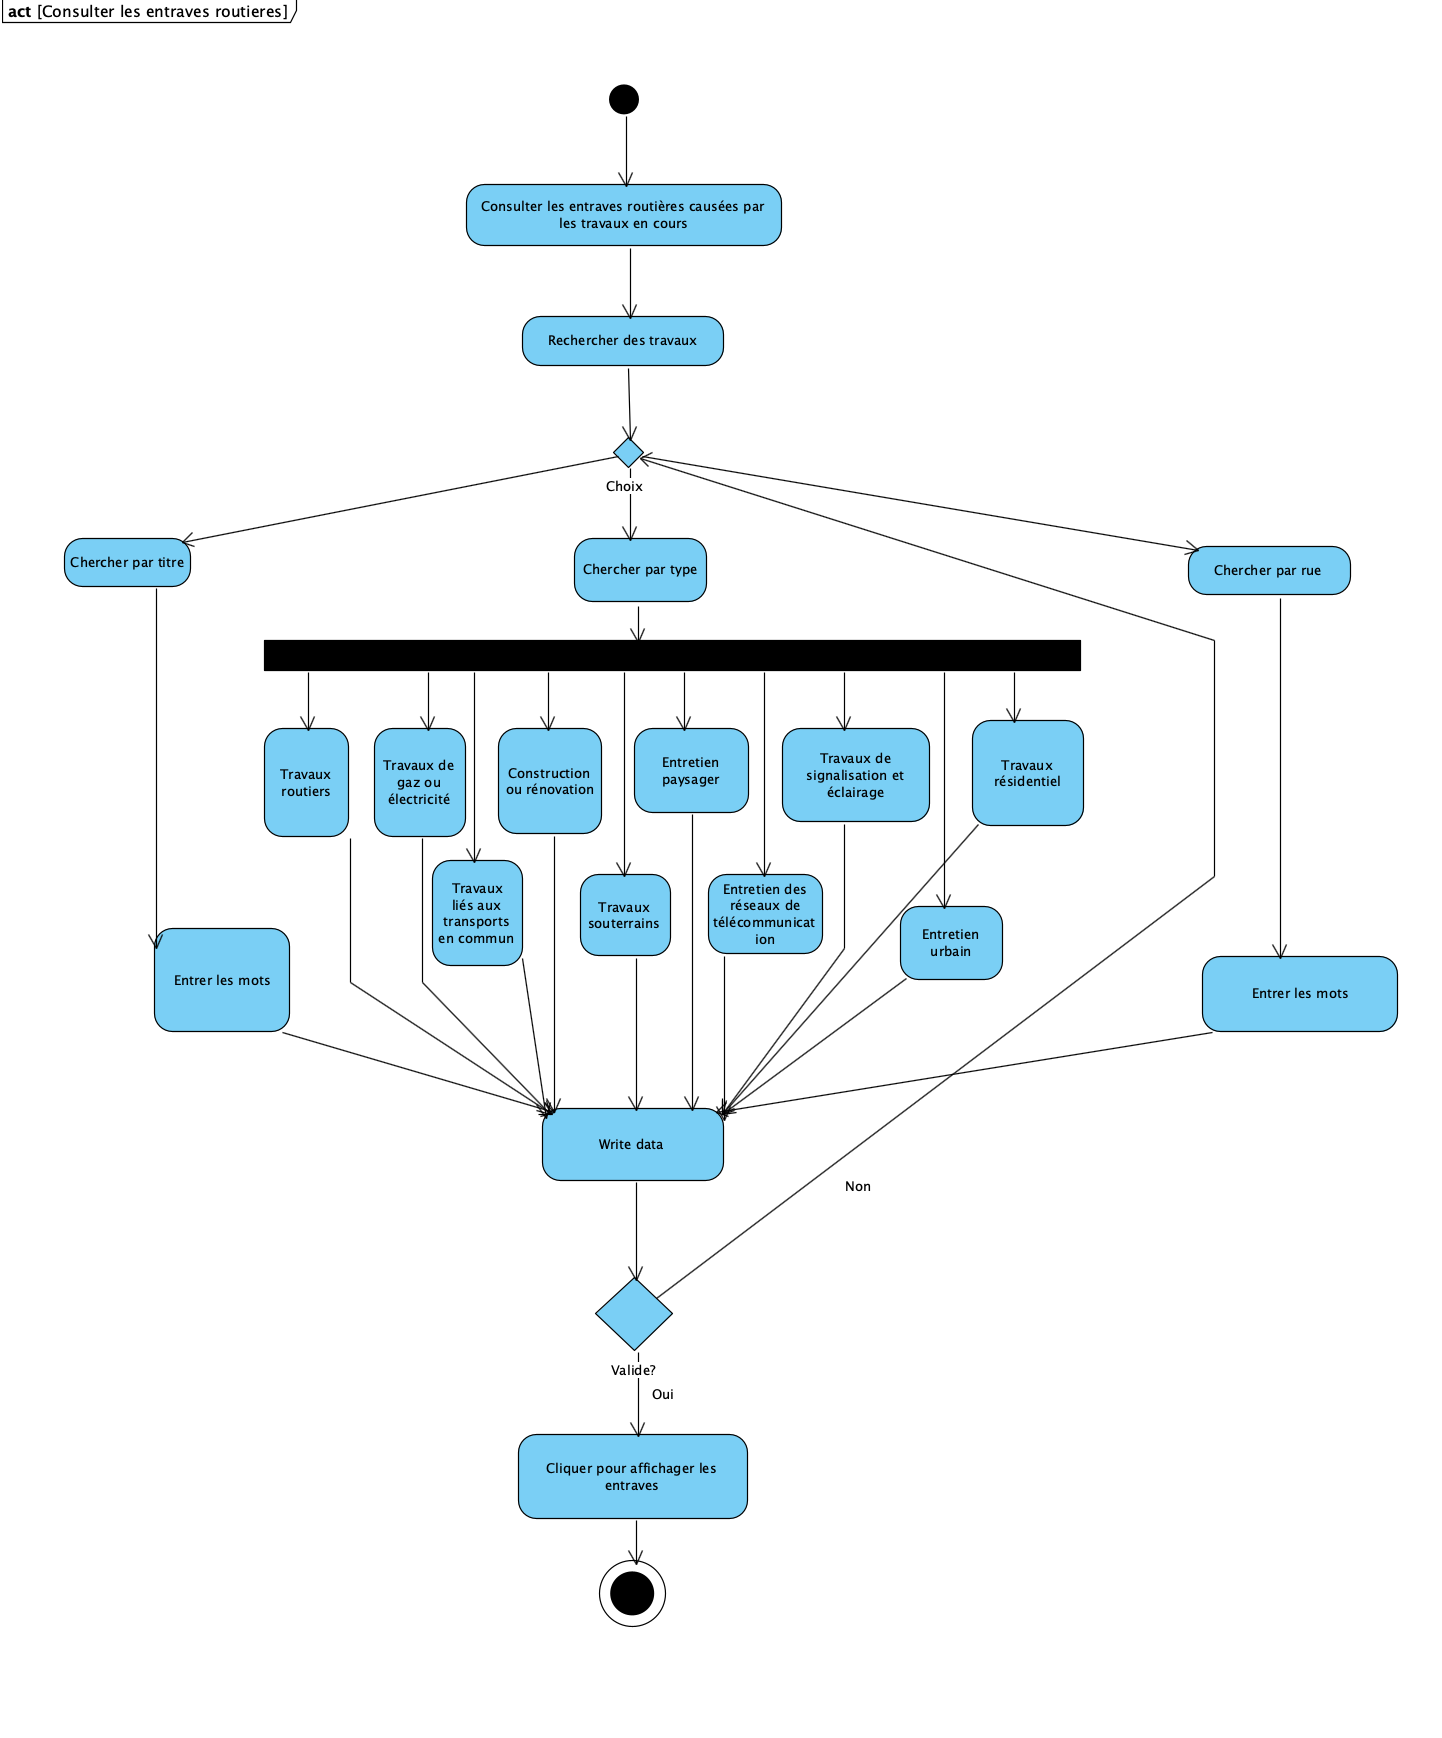 act [Consulter les entraves routieres]
Consulter les entraves routières causées par
les travaux en cours
Rechercher des travaux
Choix
Chercher par titre
Chercher par type
Chercher par rue
Travaux
routiers
Travaux de
gaz ou
électricité
Construction
ou rénovation
Entretien
paysager
Travaux de
signalisation et
éclairage
Travaux
résidentiel
Travaux
liés aux
transports
en commun
Travaux
souterrains
Entretien des
réseaux de
télécommunicat
ion
Entretien
urbain
Entrer les mots
Entrer les mots
Write data
Non
Valide?
Oui
Cliquer pour affichager les
entraves